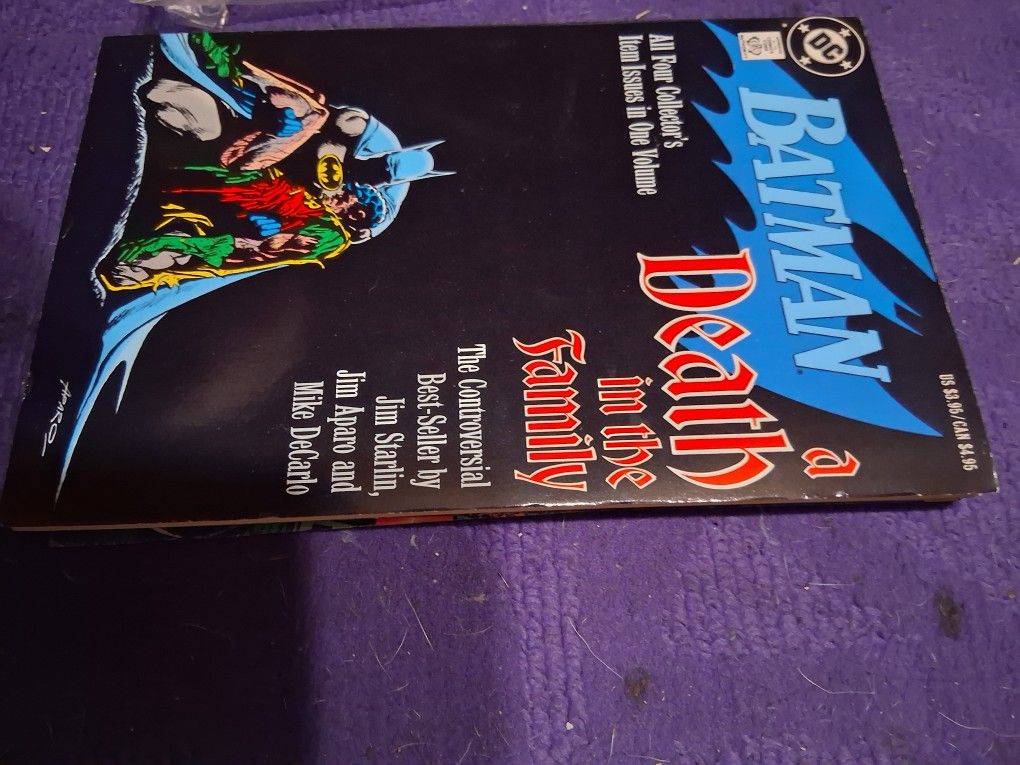 US $3.95/CAN $4.95
DC
BATMAN
a
Death
in the
Family
All Four Collector's
Item Issues in One Volume
The Controversial
Best-Seller by
Jim Starlin,
Jim Aparo and
Mike DeCarlo
APARO